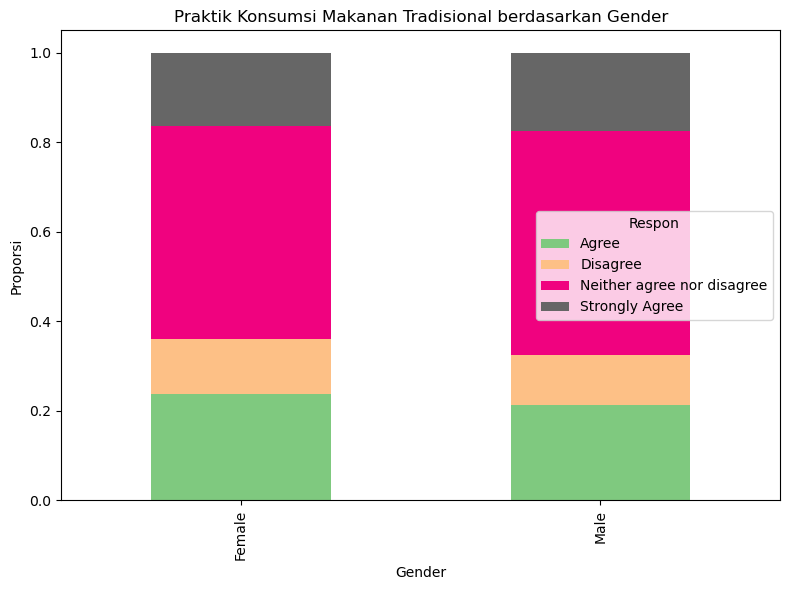 Praktik Konsumsi Makanan Tradisional berdasarkan Gender
1.0
0.8
0.6
0.4
0.2
0.0
Proporsi
Respon
Agree
Disagree
Neither agree nor disagree
Strongly Agree
Female
Male
Gender